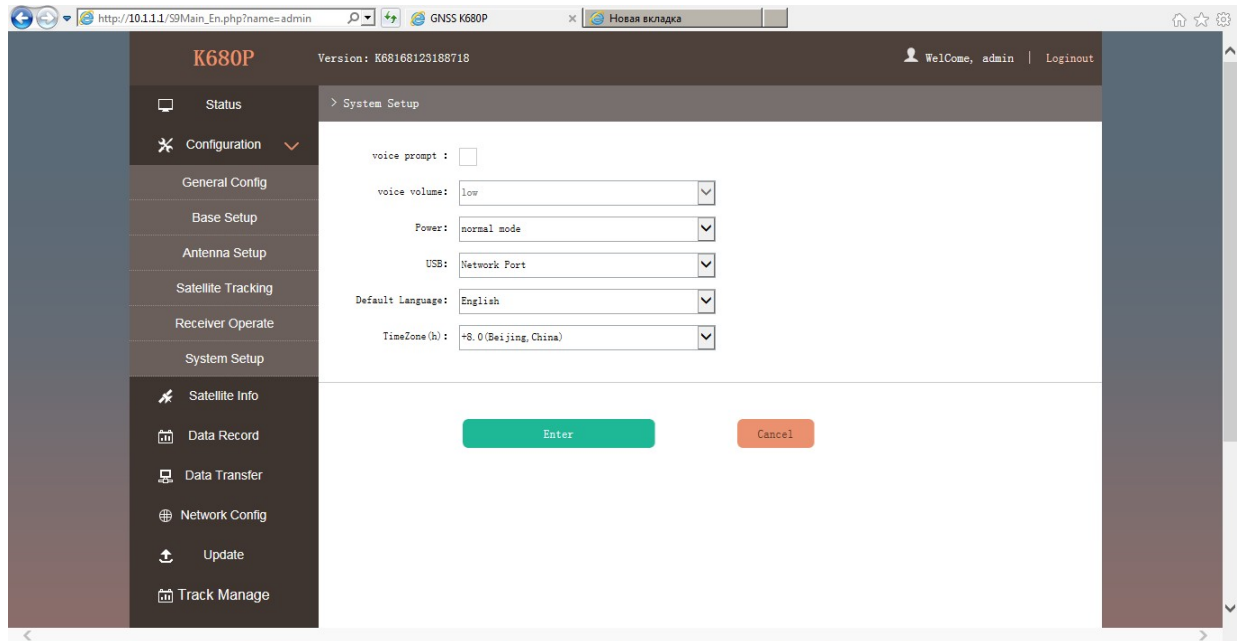 http://10.1.1.1/S9Main_En.php?name=admin
GNSS K680P
Новая вкладка
K680P
Version: K68168123188718
WelCome, admin | Loginout
Status
> System Setup
Configuration
General Config
Base Setup
Antenna Setup
Satellite Tracking
Receiver Operate
System Setup
Satellite Info
Data Record
Data Transfer
Network Config
Update
Track Manage
voice prompt :
voice volume: low
Power: normal mode
USB: Network Port
Default Language: English
TimeZone(h): +8.0(Beijing,China)
Enter
Cancel